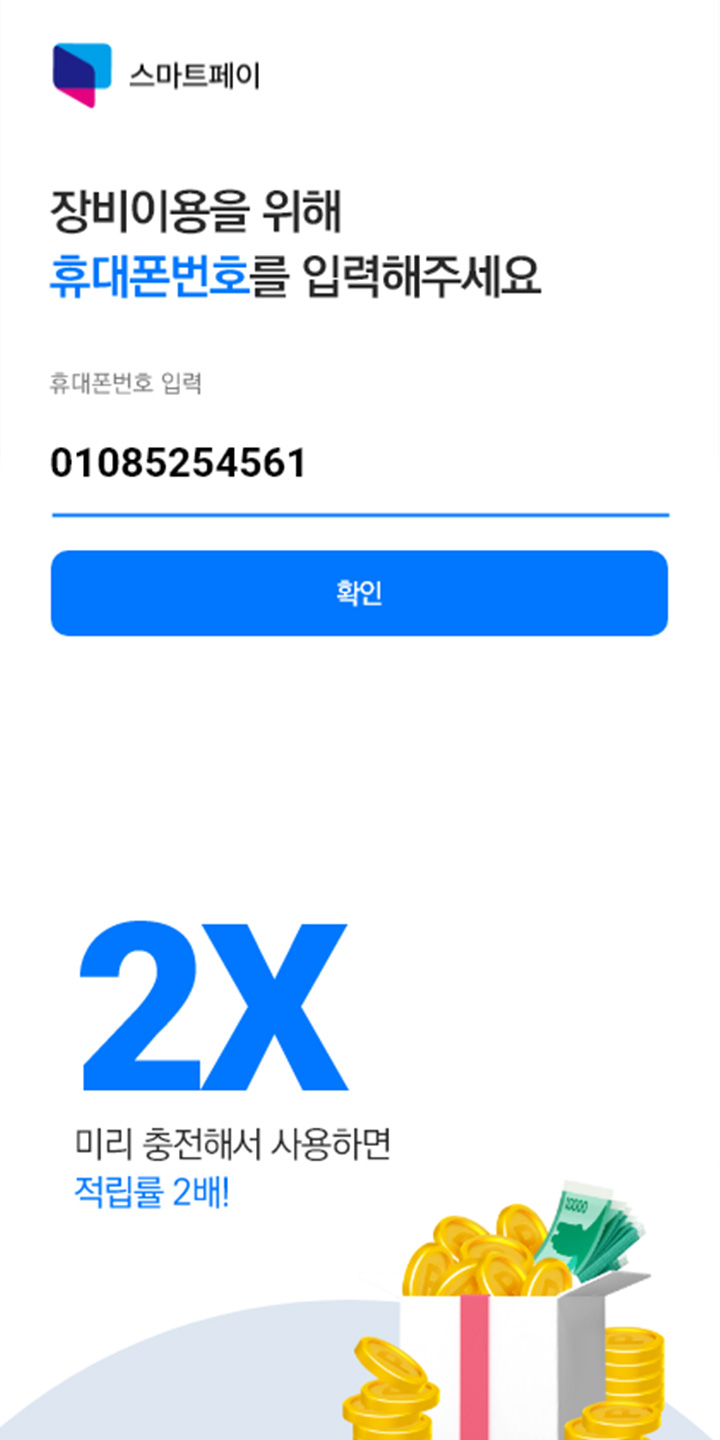 스마트페이
장비이용을 위해
휴대폰번호를 입력해주세요
휴대폰번호 입력
01085254561
확인
2X
미리 충전해서 사용하면
적립률 2배!
10000